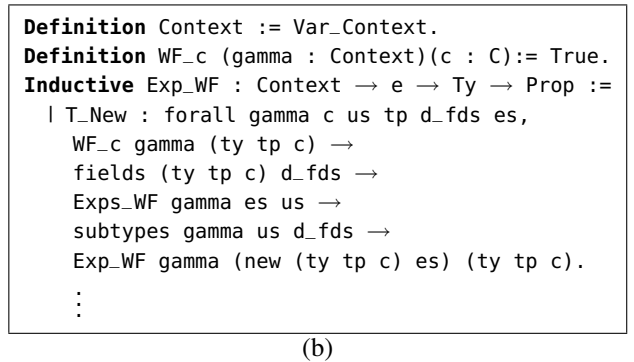 Definition Context := Var_Context.
Definition WF_c (gamma : Context)(c : C):= True.
Inductive Exp_WF : Context → e → Ty → Prop :=
| T_New : forall gamma c us tp d_fds es,
WF_c gamma (ty tp c) →
fields (ty tp c) d_fds →
Exps_WF gamma es us →
subtypes gamma us d_fds →
Exp_WF gamma (new (ty tp c) es) (ty tp c).
⋮
(b)